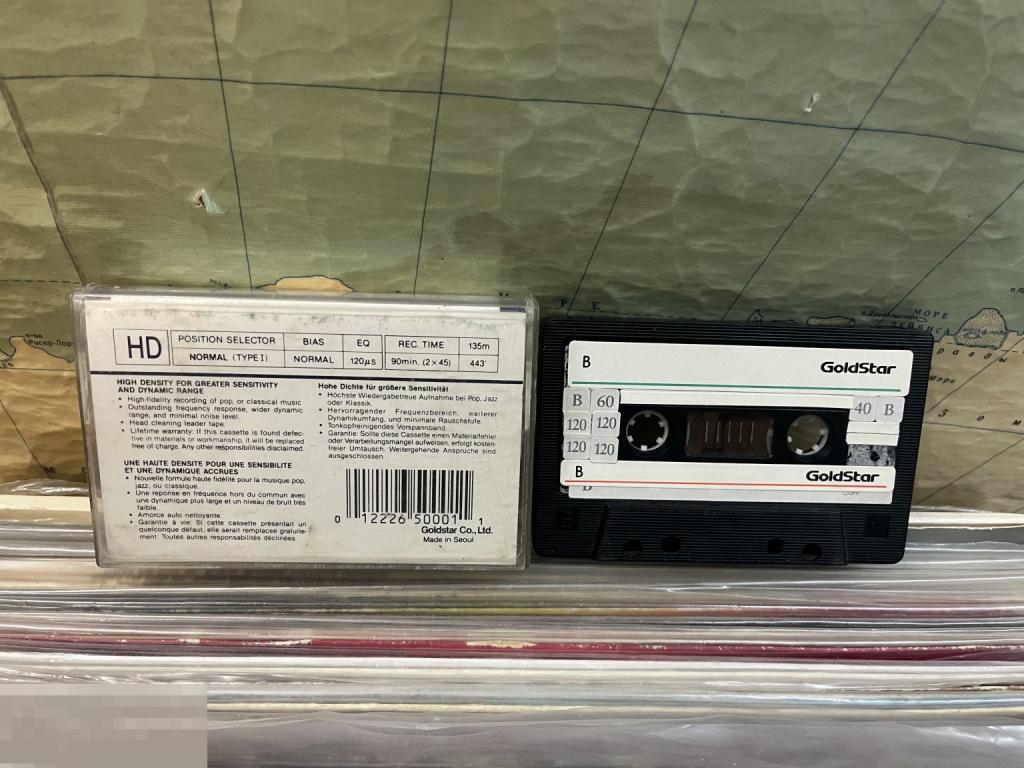 HD
POSITION SELECTOR BIAS EQ REC. TIME 135m
NORMAL (TYPE I) NORMAL 120µs 90min. (2×45) 443'
HIGH DENSITY FOR GREATER SENSITIVITY
AND DYNAMIC RANGE
• High-fidelity recording of pop, or classical music
• Outstanding frequency response, wider dynamic
range, and minimal noise level.
• Head cleaning leader tape.
• Lifetime warranty: If this cassette is found defec-
tive in materials or workmanship, it will be replaced
free of charge. Any other responsibilities disclaimed.
UNE HAUTE DENSITE POUR UNE SENSIBILITE
ET UNE DYNAMIQUE ACCRUES
• Nouvelle formule haute fidélité pour la musique pop,
jazz, ou classique.
• Une réponse en fréquence hors du commun avec
une dynamique plus large et un niveau de bruit très
faible.
• Amorce auto nettoyante.
• Garantie à vie: Si cette cassette présentait un
quelconque défaut, elle serait remplacée gratuite-
ment. Toutes autres responsabilités déclinées.
Hohe Dichte für größere Sensitivität
• Höchste Wiedergabetreue Aufnahme bei Pop, Jazz
oder Klassik.
• Hervorragender Frequenzbereich, weiterer
Dynamikumfang, und minimale Rauschstufe.
• Tonkopfreinigendes Vorspannband.
• Garantie: Sollte diese Cassette einen Materialfehler
oder Verarbeitungsmangel aufweisen, erfolgt kosten-
freier Umtausch. Weitergehende Ansprüche sind
ausgeschlossen.
0 12226 50001 1
Goldstar Co., Ltd.
Made in Seoul
B GoldStar
B 60
120 120
120 120
40 B
B GoldStar
Р Е
МОРЕ